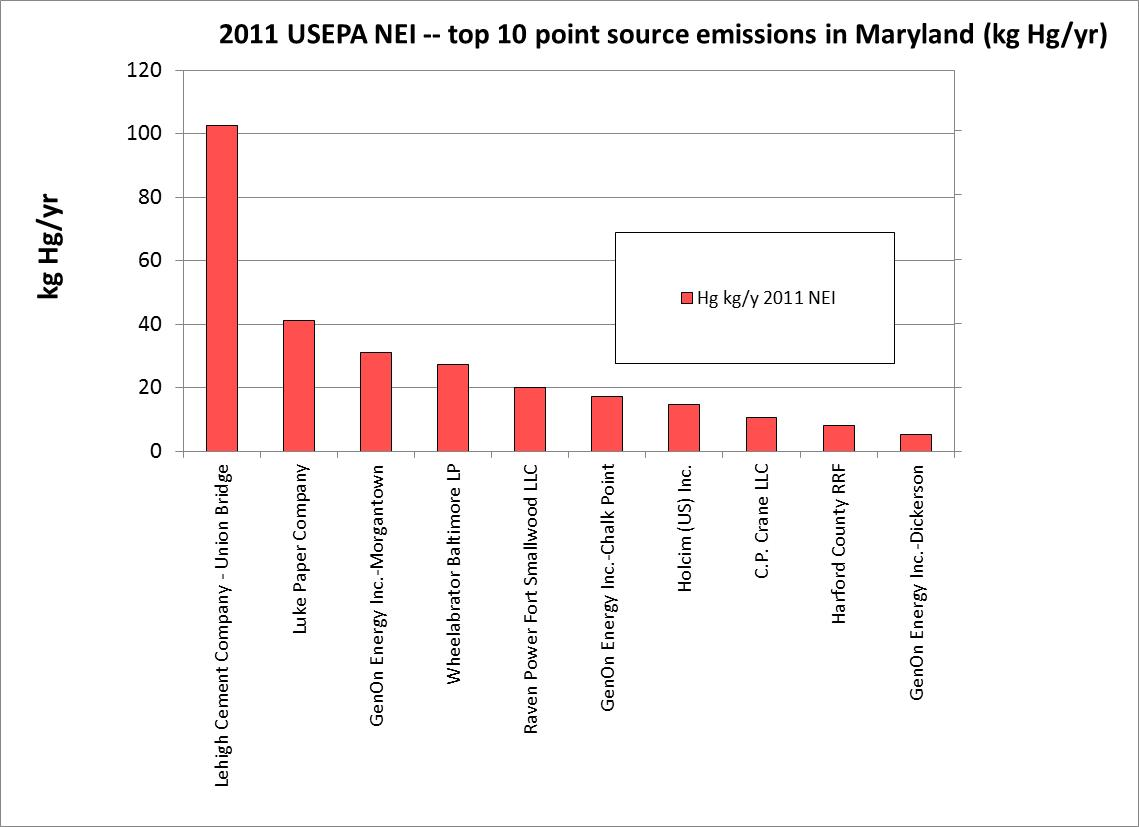 2011 USEPA NEI -- top 10 point source emissions in Maryland (kg Hg/yr)
120
100
80
60
40
20
0
kg Hg/yr
Hg kg/y 2011 NEI
Lehigh Cement Company - Union Bridge
Luke Paper Company
GenOn Energy Inc.-Morgantown
Wheelabrator Baltimore LP
Raven Power Fort Smallwood LLC
GenOn Energy Inc.-Chalk Point
Holcim (US) Inc.
C.P. Crane LLC
Harford County RRF
GenOn Energy Inc.-Dickerson